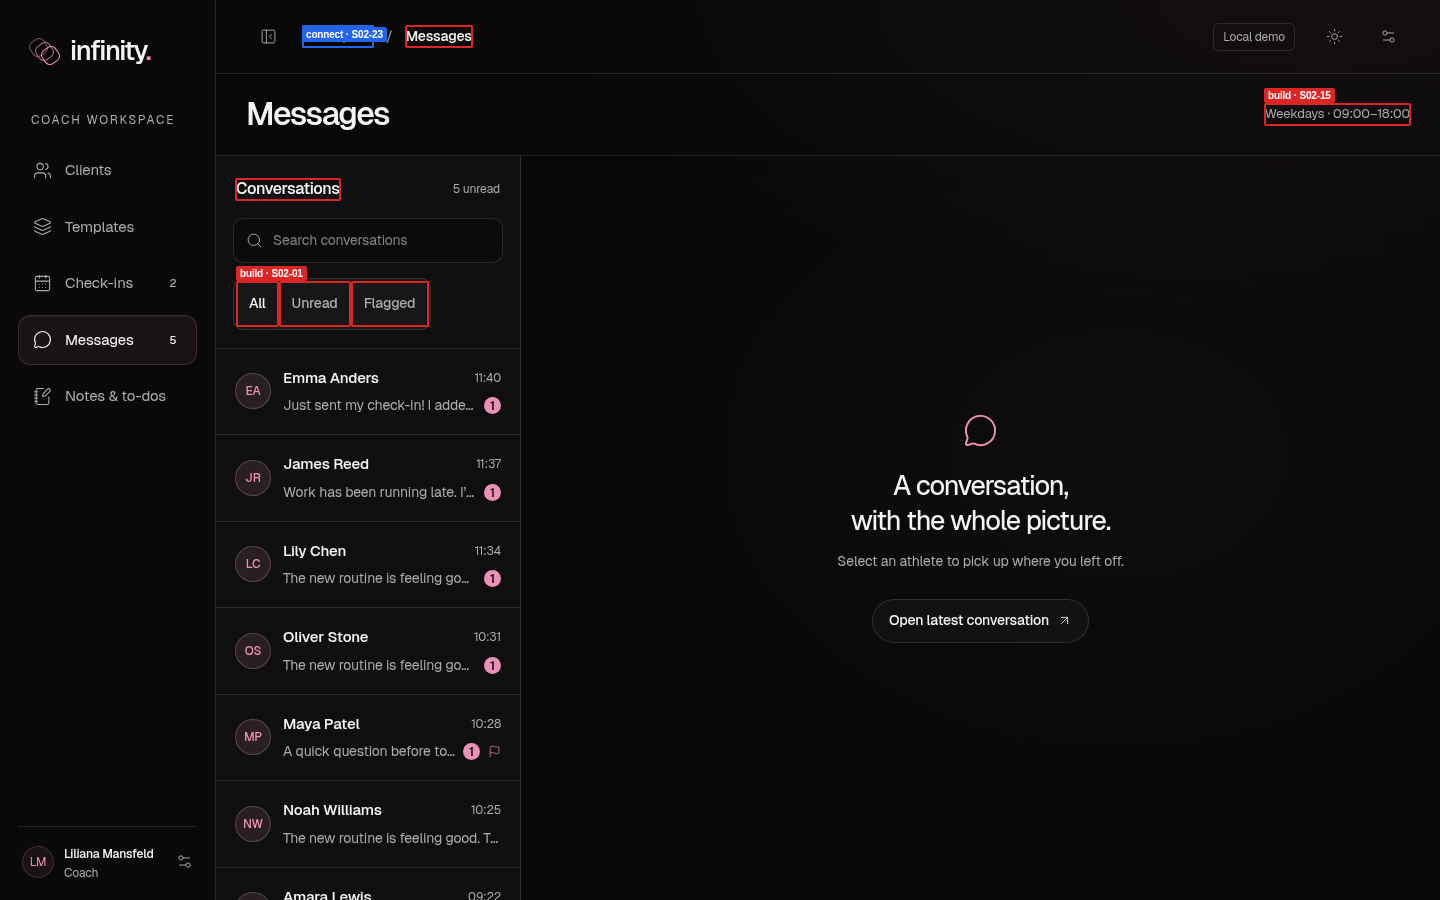 infinity.
COACH WORKSPACE
Clients
Templates
Check-ins 2
Messages 5
Notes & to-dos
LM
Liliana Mansfeld
Coach
connect · S02-23
/
Messages
Local demo
Messages
build · S02-15
Weekdays · 09:00–18:00
Conversations
5 unread
Search conversations
build · S02-01
All
Unread
Flagged
EA
Emma Anders
11:40
Just sent my check-in! I adde...
1
JR
James Reed
11:37
Work has been running late. I'...
1
LC
Lily Chen
11:34
The new routine is feeling go...
1
OS
Oliver Stone
10:31
The new routine is feeling go...
1
MP
Maya Patel
10:28
A quick question before to...
1
NW
Noah Williams
10:25
The new routine is feeling good. T...
Amara Lewis
09:22
A conversation,
with the whole picture.
Select an athlete to pick up where you left off.
Open latest conversation